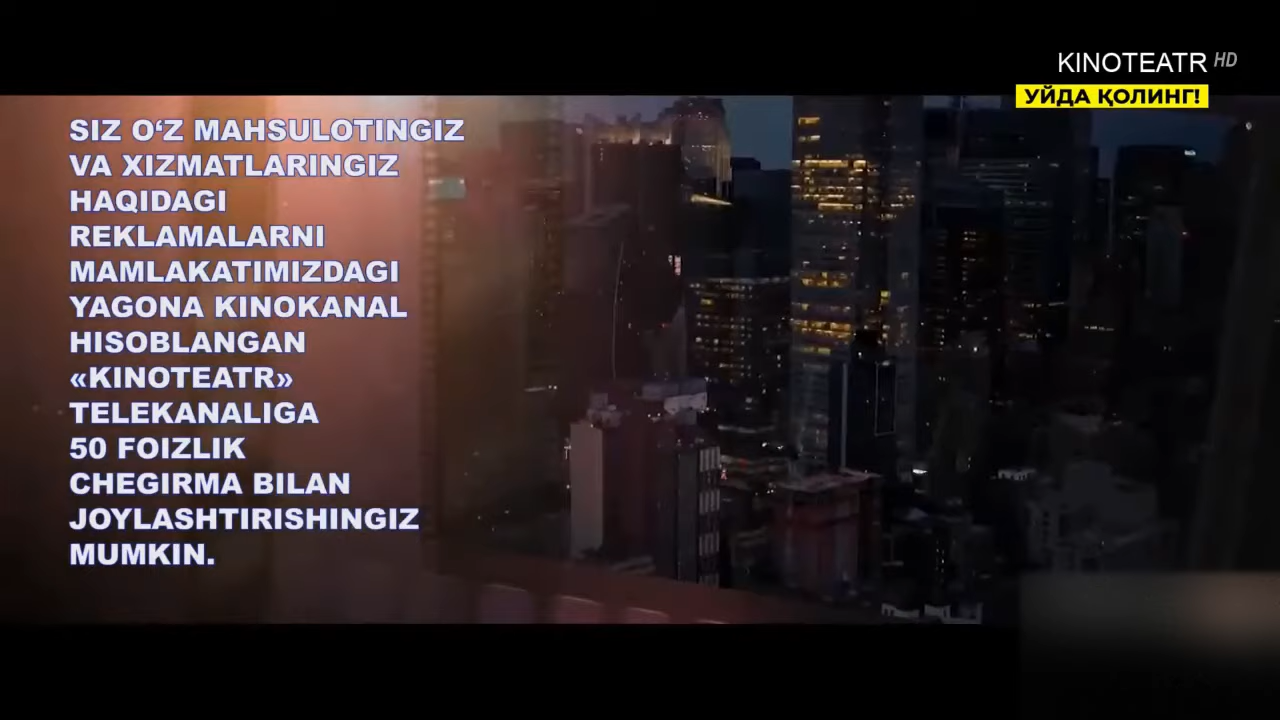 KINOTEATR HD
УЙДА ҚОЛИНГ!
SIZ O‘Z MAHSULOTINGIZ
VA XIZMATLARINGIZ
HAQIDAGI
REKLAMALARNI
MAMLAKATIMIZDAGI
YAGONA KINOKANAL
HISOBLANGAN
«KINOTEATR»
TELEKANALIGA
50 FOIZLIK
CHEGIRMA BILAN
JOYLASHTIRISHINGIZ
MUMKIN.